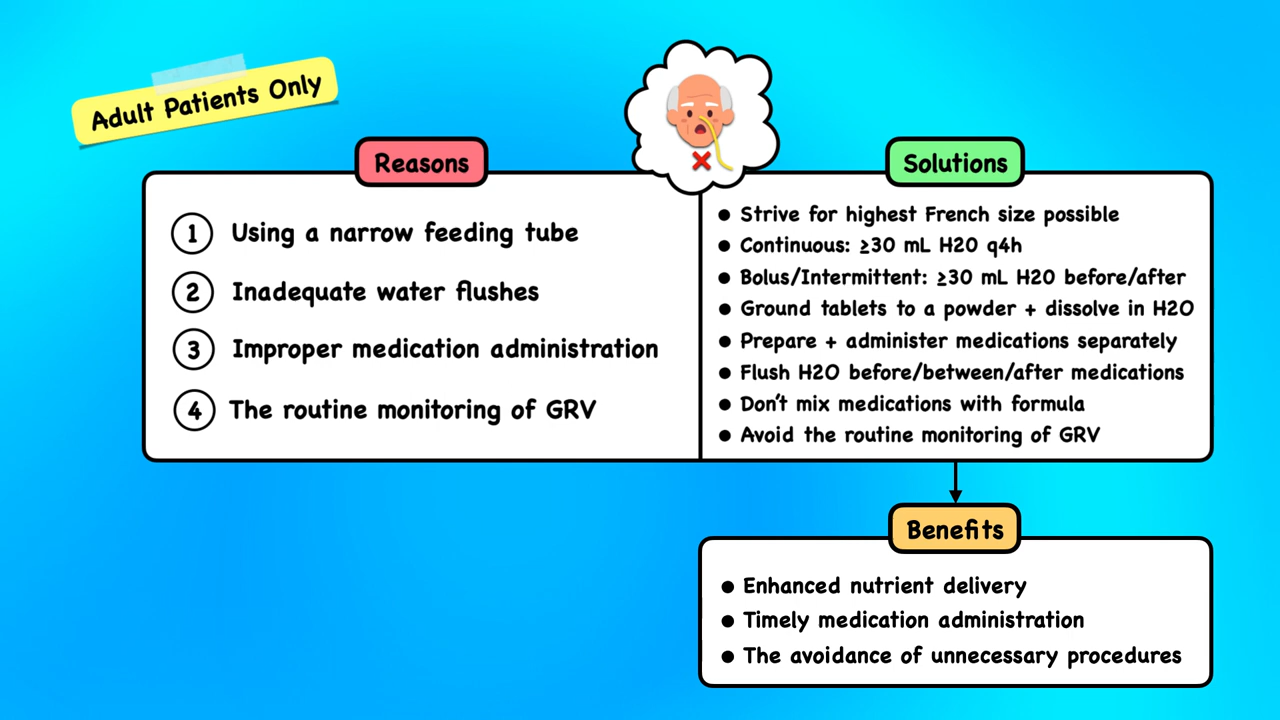 Adult Patients Only
Reasons
1 Using a narrow feeding tube
2 Inadequate water flushes
3 Improper medication administration
4 The routine monitoring of GRV
Solutions
● Strive for highest French size possible
● Continuous: ≥30 mL H20 q4h
● Bolus/Intermittent: ≥30 mL H20 before/after
● Ground tablets to a powder + dissolve in H2O
● Prepare + administer medications separately
● Flush H2O before/between/after medications
● Don't mix medications with formula
● Avoid the routine monitoring of GRV
Benefits
● Enhanced nutrient delivery
● Timely medication administration
● The avoidance of unnecessary procedures